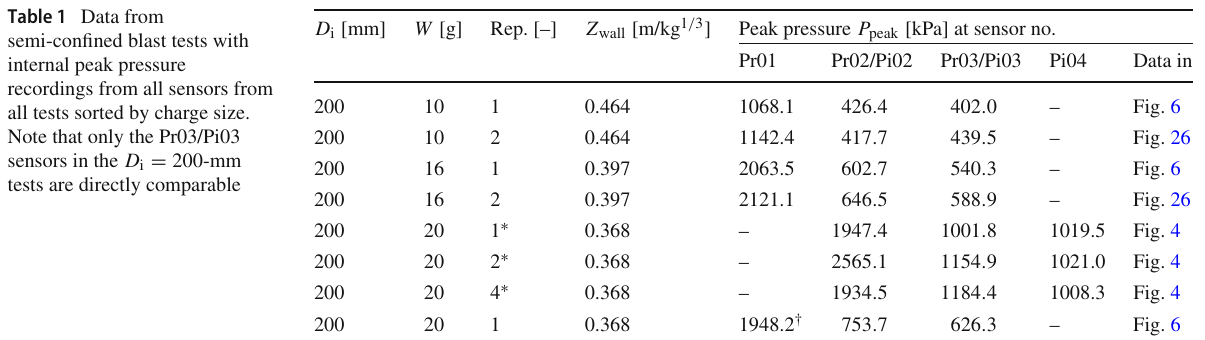 Table 1 Data from
semi-confined blast tests with
internal peak pressure
recordings from all sensors from
all tests sorted by charge size.
Note that only the Pr03/Pi03
sensors in the Di = 200-mm
tests are directly comparable
Di [mm] W [g] Rep. [–] Zwall [m/kg1/3] Peak pressure Ppeak [kPa] at sensor no.
Pr01 Pr02/Pi02 Pr03/Pi03 Pi04 Data in
200 10 1 0.464 1068.1 426.4 402.0 – Fig. 6
200 10 2 0.464 1142.4 417.7 439.5 – Fig. 26
200 16 1 0.397 2063.5 602.7 540.3 – Fig. 6
200 16 2 0.397 2121.1 646.5 588.9 – Fig. 26
200 20 1* 0.368 – 1947.4 1001.8 1019.5 Fig. 4
200 20 2* 0.368 – 2565.1 1154.9 1021.0 Fig. 4
200 20 4* 0.368 – 1934.5 1184.4 1008.3 Fig. 4
200 20 1 0.368 1948.2† 753.7 626.3 – Fig. 6